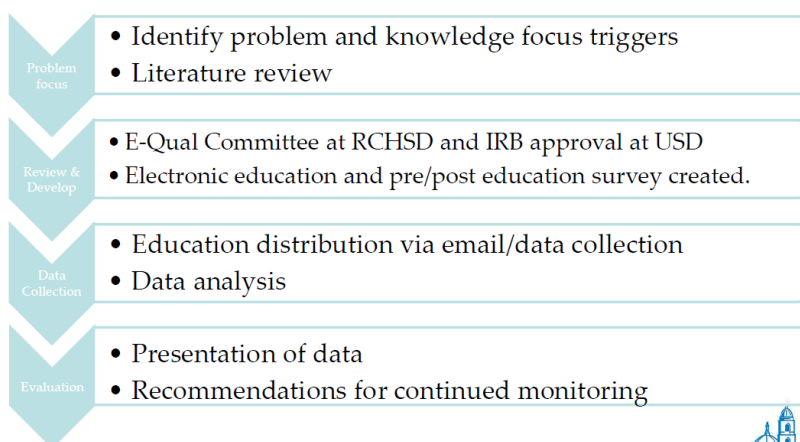 Problem
focus
• Identify problem and knowledge focus triggers
• Literature review
Review &
Develop
• E-Qual Committee at RCHSD and IRB approval at USD
• Electronic education and pre/post education survey created.
Data
Collection
• Education distribution via email/data collection
• Data analysis
Evaluation
• Presentation of data
• Recommendations for continued monitoring